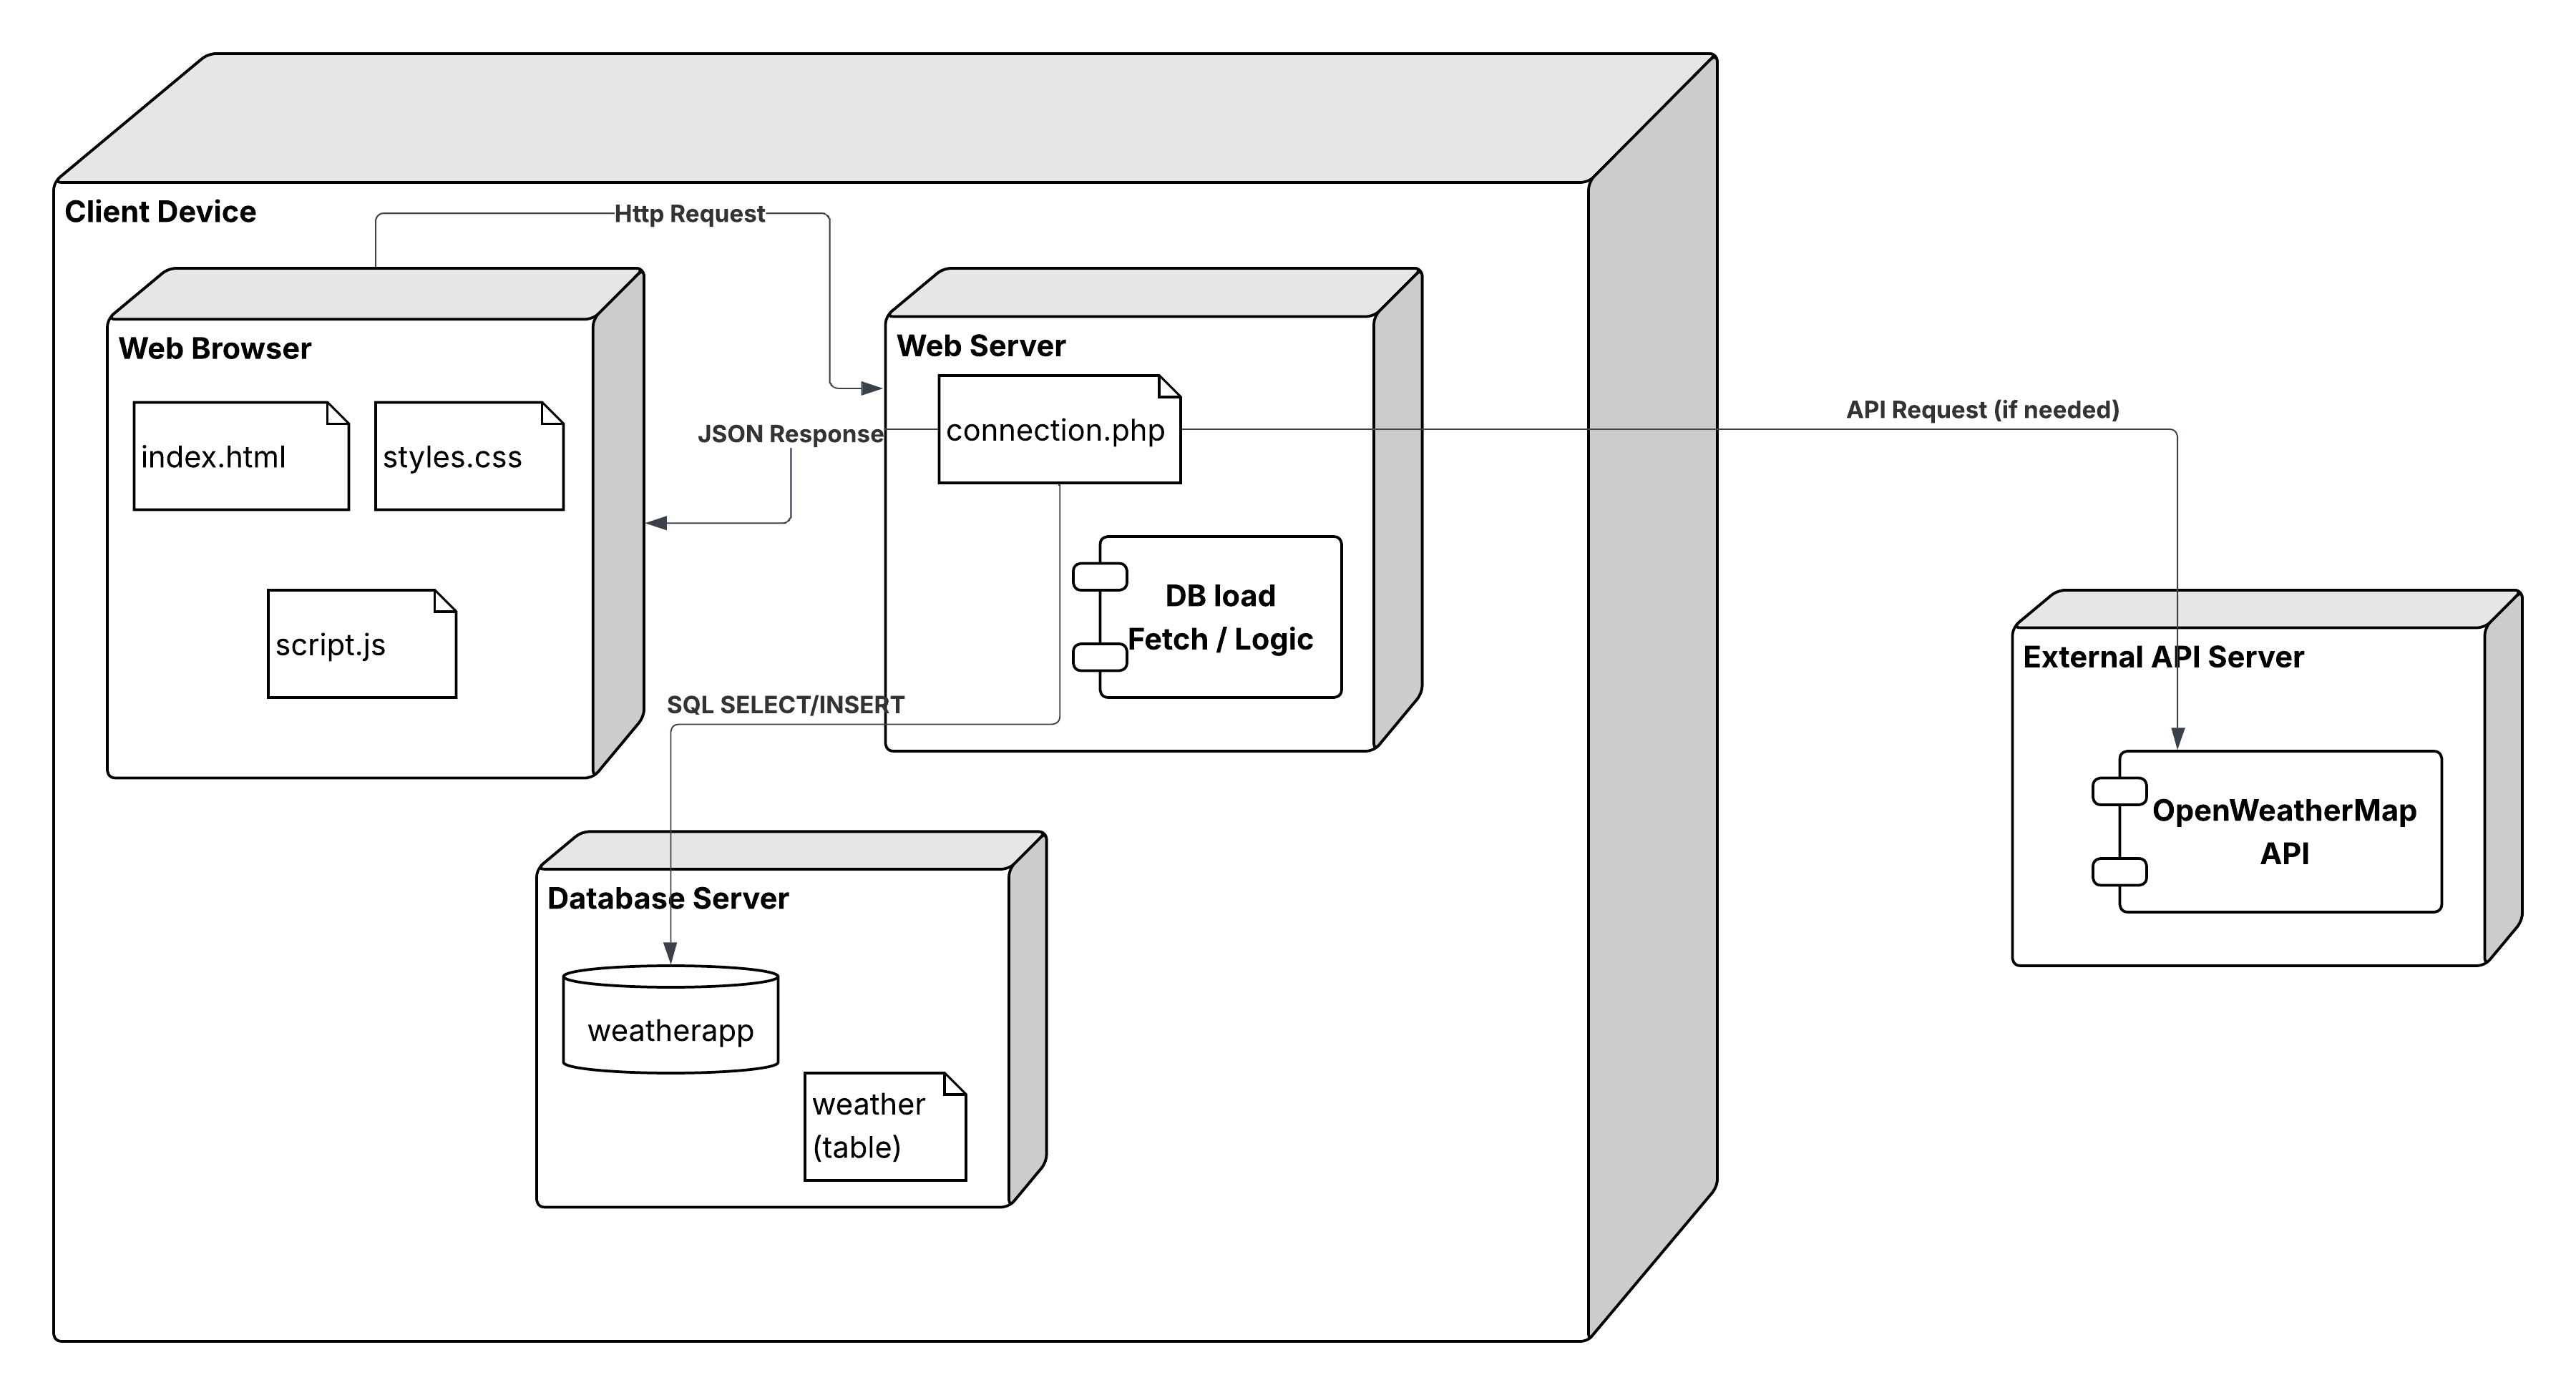 Client Device
Http Request
Web Browser
index.html
styles.css
script.js
Web Server
connection.php
JSON Response
DB load
Fetch / Logic
SQL SELECT/INSERT
API Request (if needed)
External API Server
OpenWeatherMap
API
Database Server
weatherapp
weather
(table)